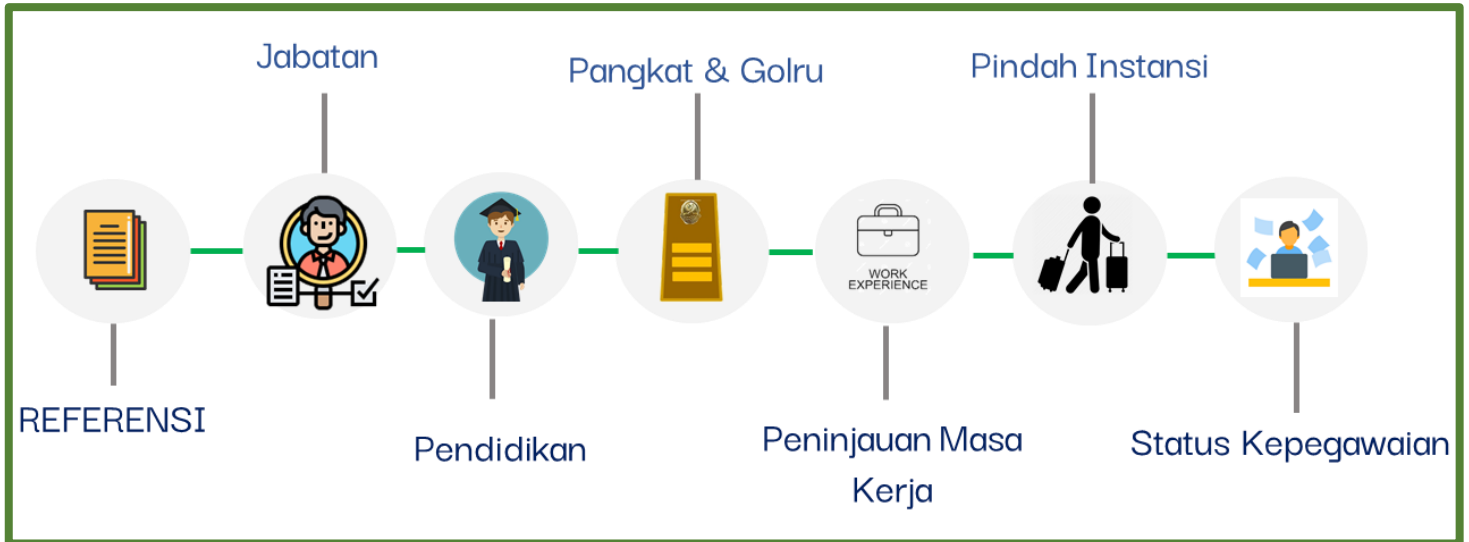 Jabatan
Pangkat & Golru
Pindah Instansi
WORK
EXPERIENCE
REFERENSI
Pendidikan
Peninjauan Masa
Kerja
Status Kepegawaian